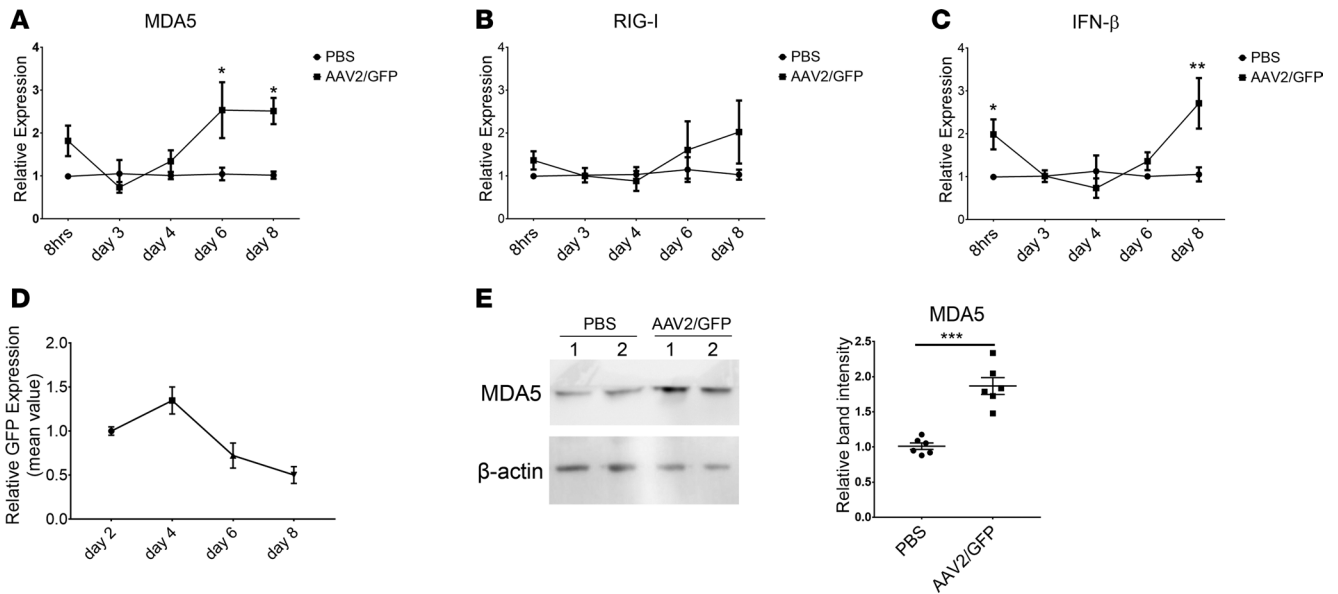 A
MDA5
Relative Expression
4
3
2
1
0
*
*
PBS
AAV2/GFP
8hrs
day 3
day 4
day 6
day 8
B
RIG-I
Relative Expression
4
3
2
1
0
PBS
AAV2/GFP
8hrs
day 3
day 4
day 6
day 8
C
IFN-β
Relative Expression
4
3
2
1
0
*
**
PBS
AAV2/GFP
8hrs
day 3
day 4
day 6
day 8
D
Relative GFP Expression
(mean value)
2.0
1.5
1.0
0.5
0.0
day 2
day 4
day 6
day 8
E
PBS AAV2/GFP
1 2 1 2
MDA5
β-actin
MDA5
Relative band intensity
2.5
2.0
1.5
1.0
0.5
0.0
***
PBS
AAV2/GFP